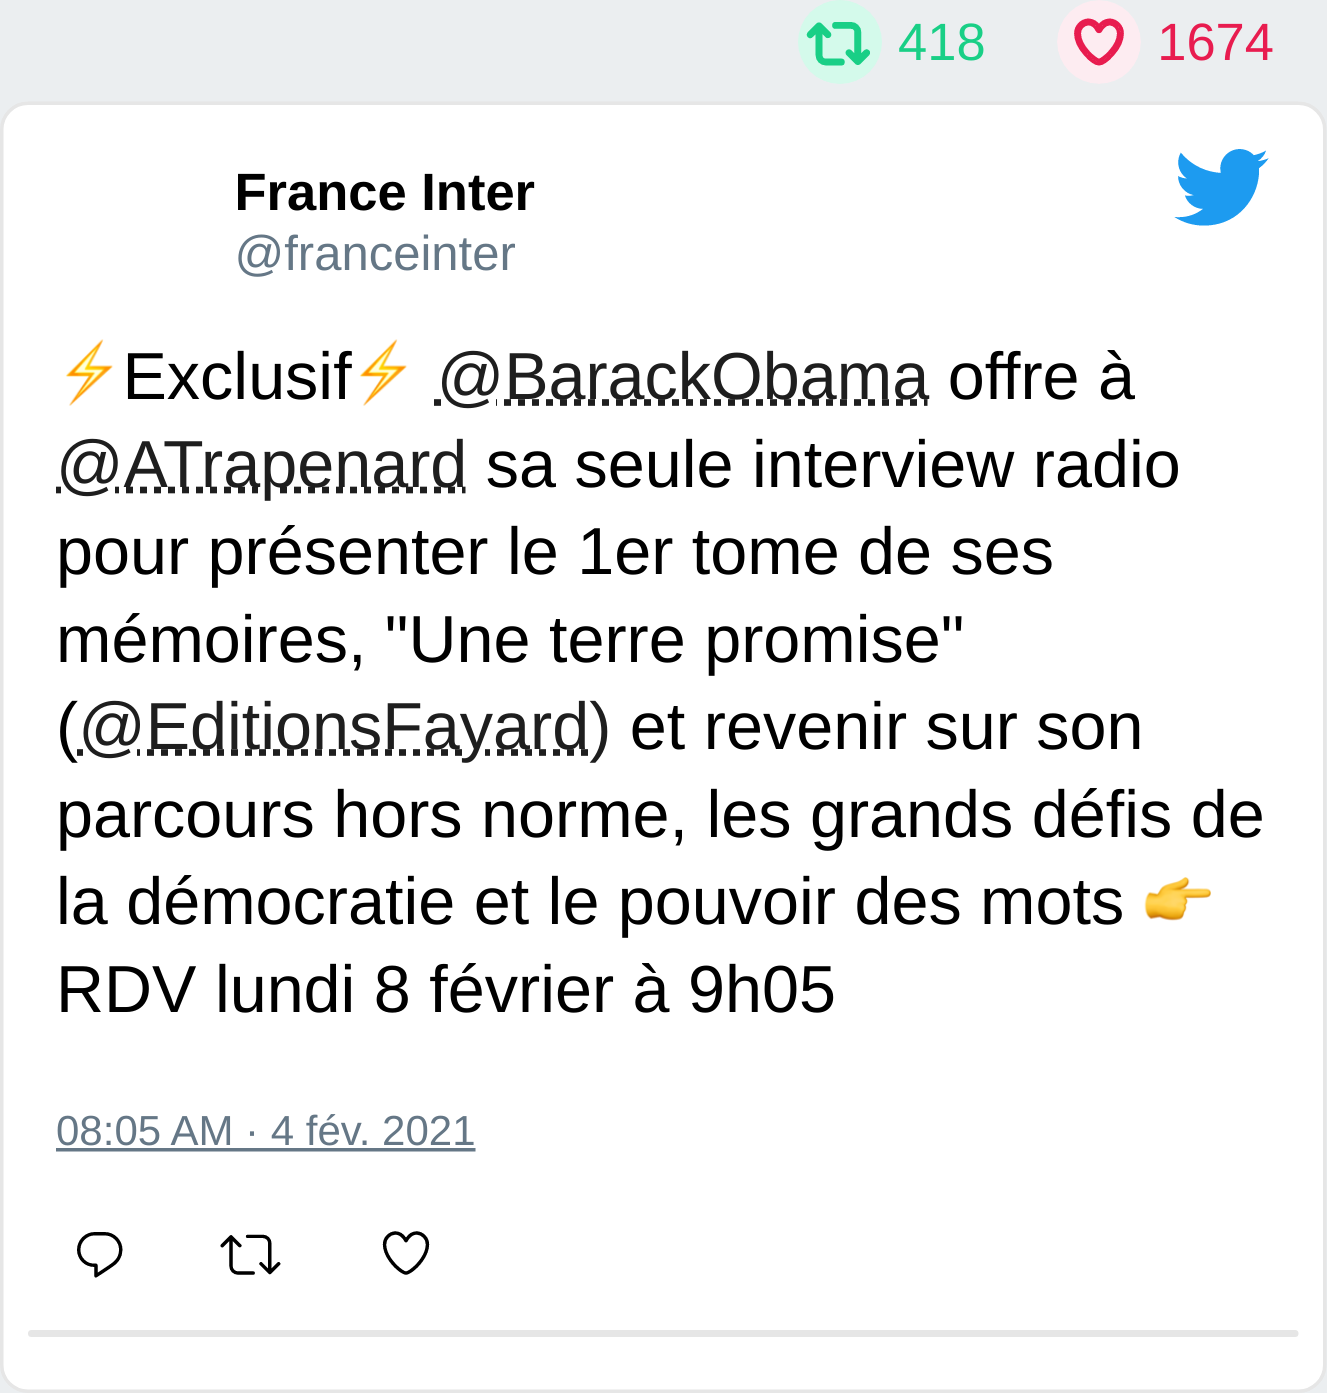 418 1674
France Inter
@franceinter
⚡Exclusif⚡ @BarackObama offre à
@ATrapenard sa seule interview radio
pour présenter le 1er tome de ses
mémoires, "Une terre promise"
(@EditionsFayard) et revenir sur son
parcours hors norme, les grands défis de
la démocratie et le pouvoir des mots 👉
RDV lundi 8 février à 9h05
08:05 AM · 4 fév. 2021